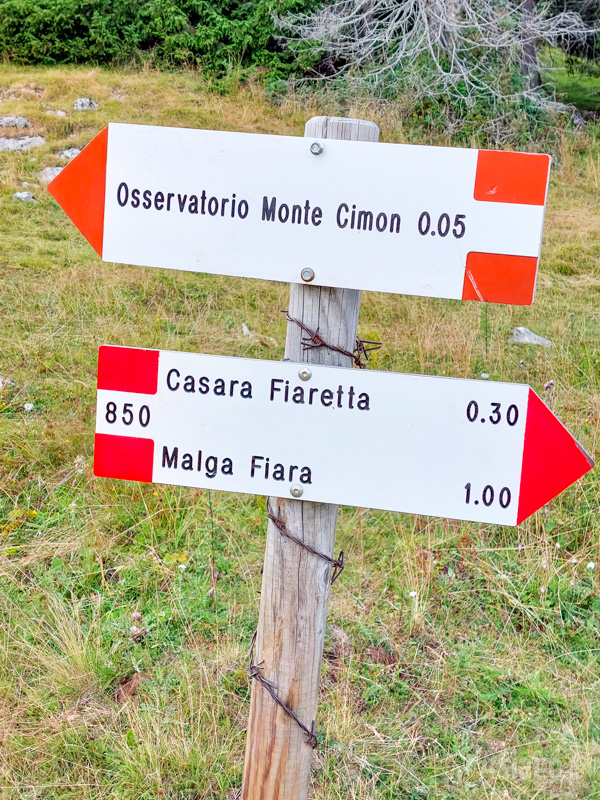 Osservatorio Monte Cimon 0.05
Casara Fiaretta 0.30
850
Malga Fiara 1.00